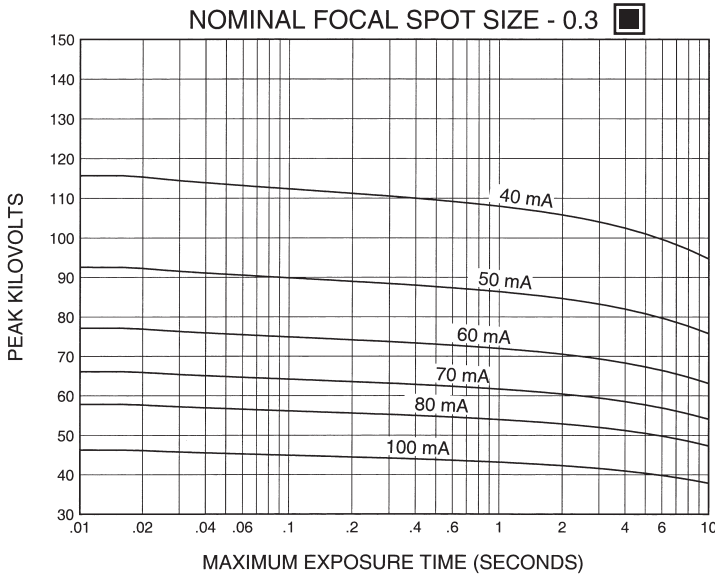 NOMINAL FOCAL SPOT SIZE - 0.3
PEAK KILOVOLTS
150
140
130
120
110
100
90
80
70
60
50
40
30
40 mA
50 mA
60 mA
70 mA
80 mA
100 mA
.01 .02 .04 .06 .1 .2 .4 .6 1 2 4 6 10
MAXIMUM EXPOSURE TIME (SECONDS)